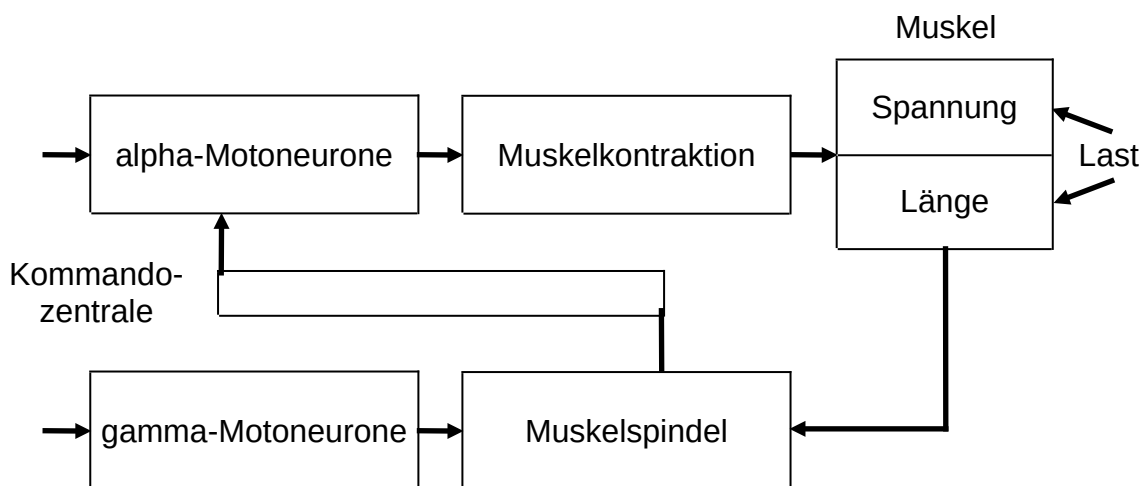 Muskel
Spannung
alpha-Motoneurone
Muskelkontraktion
Last
Länge
Kommando-
zentrale
gamma-Motoneurone
Muskelspindel